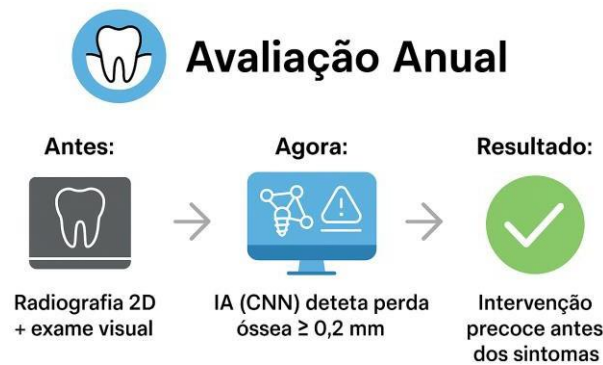 Avaliação Anual
Antes:
Radiografia 2D
+ exame visual
Agora:
IA (CNN) deteta perda
óssea ≥ 0,2 mm
Resultado:
Intervenção
precoce antes
dos sintomas